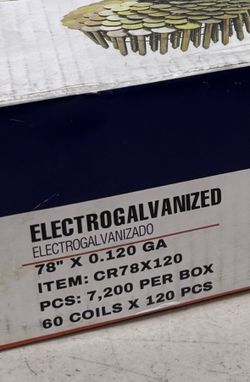 ELECTROGALVANIZED
ELECTROGALVANIZADO
78" X 0.120 GA
ITEM: CR78X120
PCS: 7,200 PER BOX
60 COILS X 120 PCS